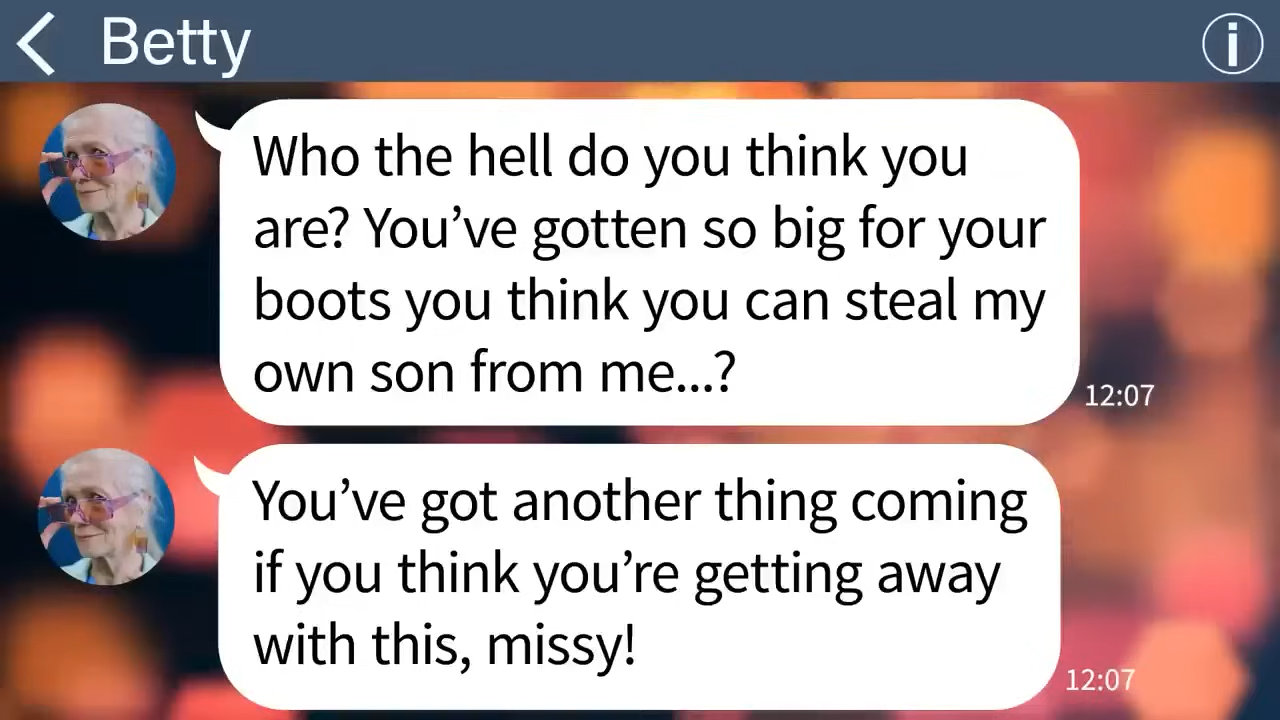 Betty
Who the hell do you think you
are? You’ve gotten so big for your
boots you think you can steal my
own son from me...?
12:07
You’ve got another thing coming
if you think you’re getting away
with this, missy!
12:07